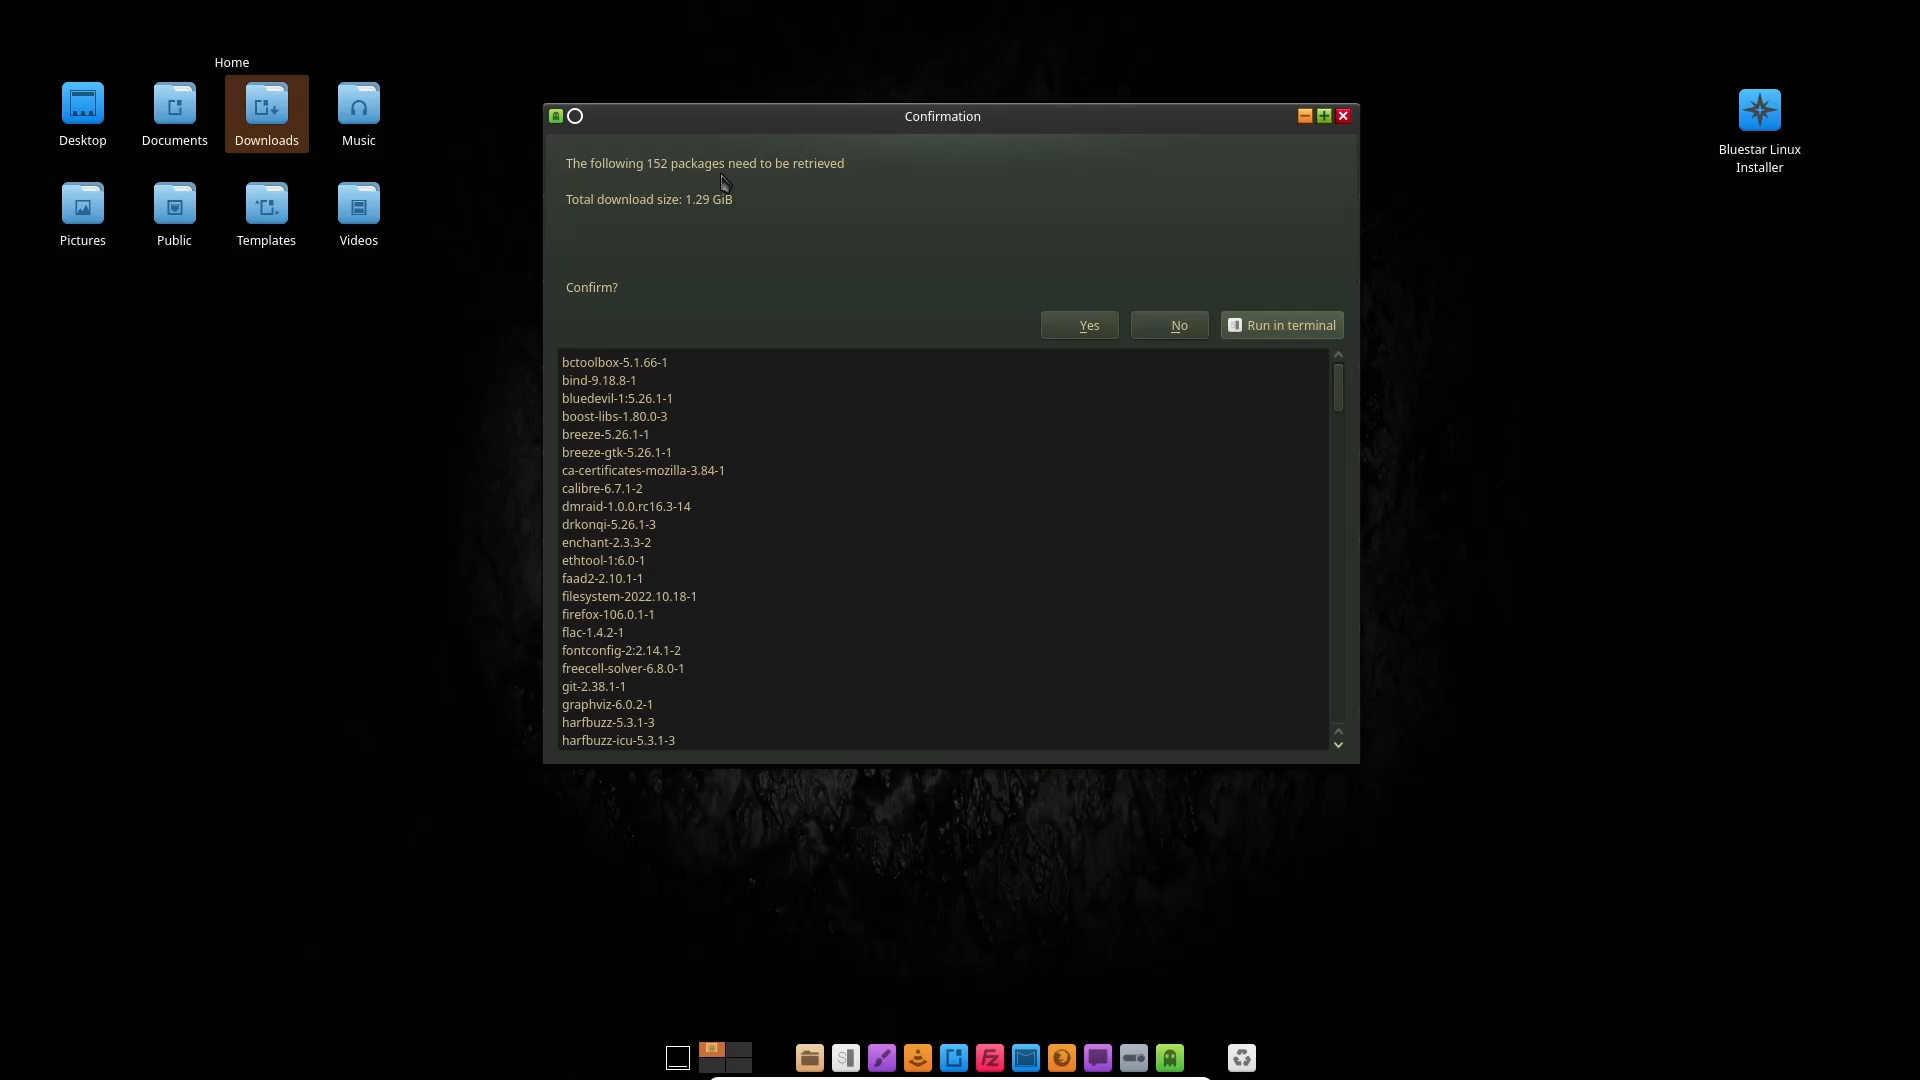 Home
Desktop
Documents
Downloads
Music
Pictures
Public
Templates
Videos
Bluestar Linux
Installer
Confirmation
The following 152 packages need to be retrieved
Total download size: 1.29 GiB
Confirm?
Yes
No
Run in terminal
bctoolbox-5.1.66-1
bind-9.18.8-1
bluedevil-1:5.26.1-1
boost-libs-1.80.0-3
breeze-5.26.1-1
breeze-gtk-5.26.1-1
ca-certificates-mozilla-3.84-1
calibre-6.7.1-2
dmraid-1.0.0.rc16.3-14
drkonqi-5.26.1-3
enchant-2.3.3-2
ethtool-1:6.0-1
faad2-2.10.1-1
filesystem-2022.10.18-1
firefox-106.0.1-1
flac-1.4.2-1
fontconfig-2:2.14.1-2
freecell-solver-6.8.0-1
git-2.38.1-1
graphviz-6.0.2-1
harfbuzz-5.3.1-3
harfbuzz-icu-5.3.1-3
S
Fz